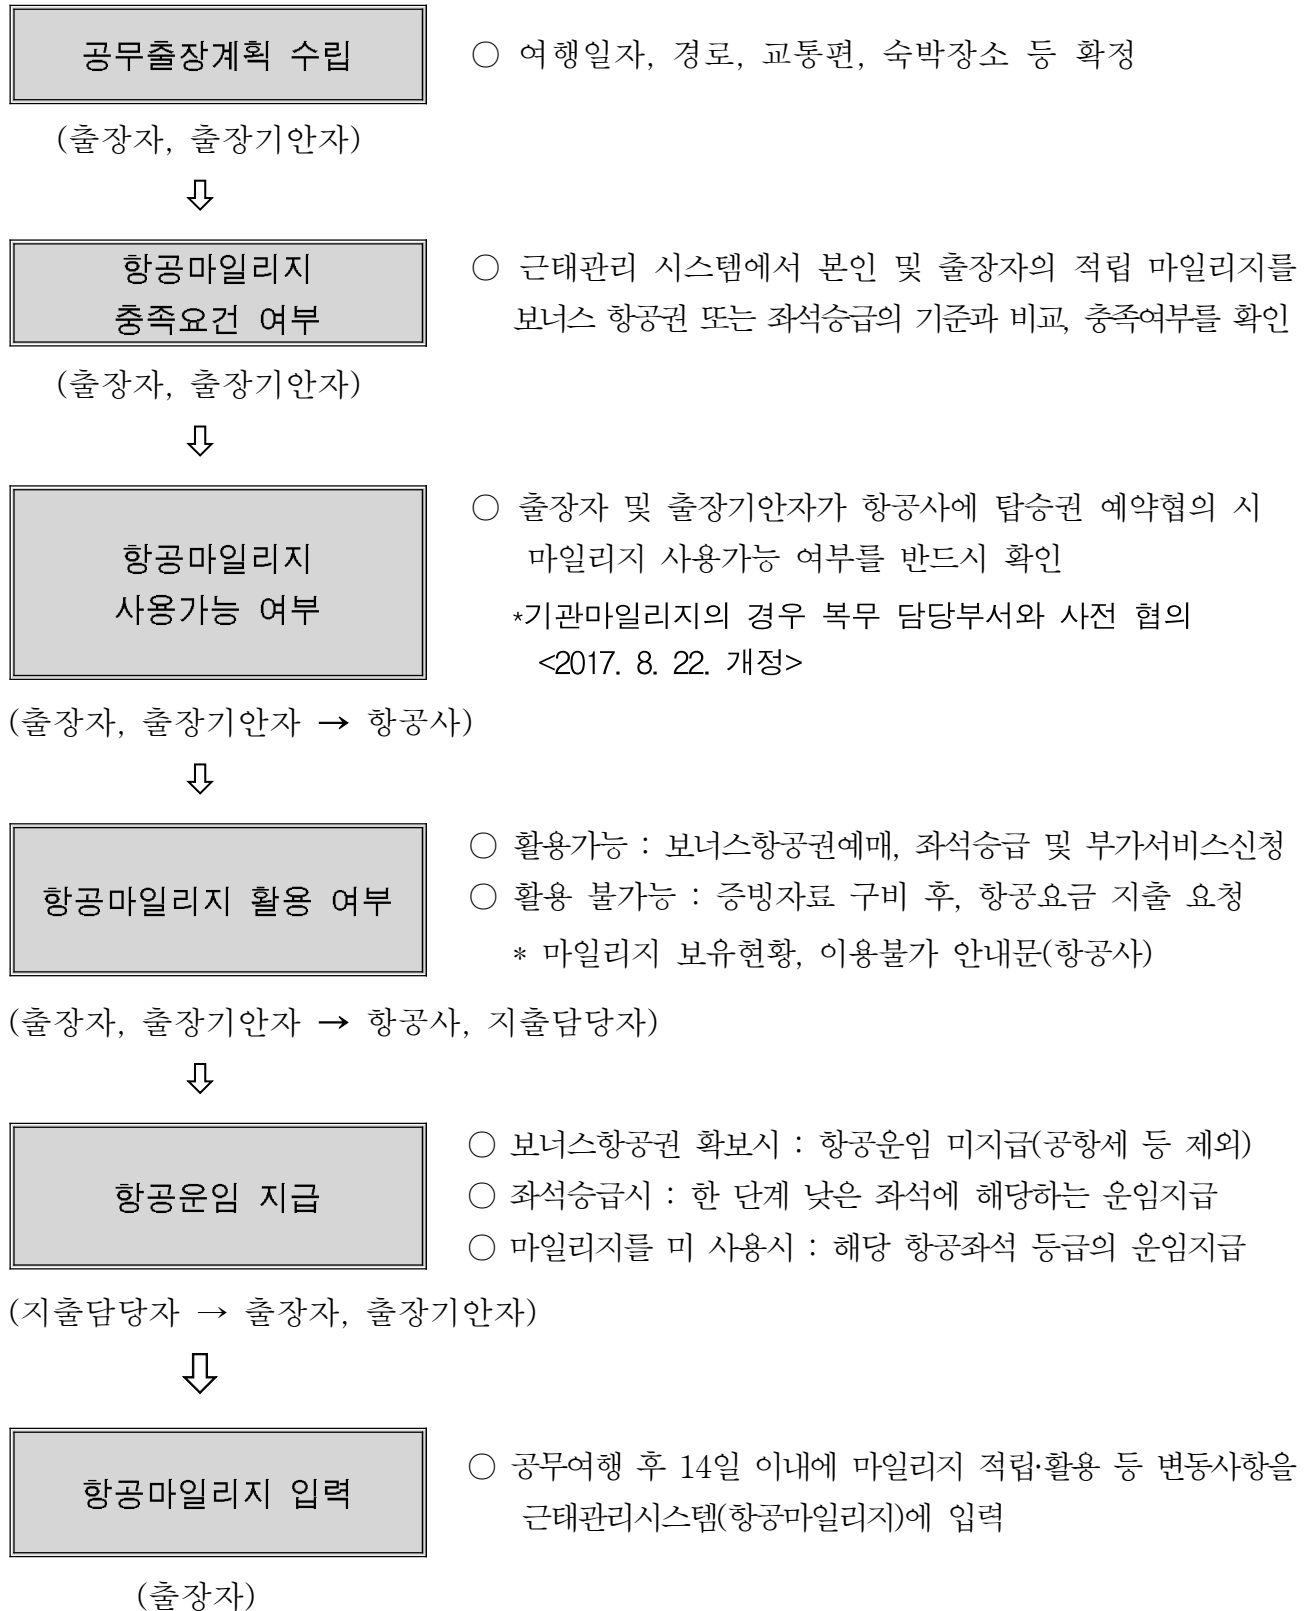 공무출장계획 수립
○ 여행일자, 경로, 교통편, 숙박장소 등 확정
(출장자, 출장기안자)
⇩
항공마일리지
충족요건 여부
○ 근태관리 시스템에서 본인 및 출장자의 적립 마일리지를
보너스 항공권 또는 좌석승급의 기준과 비교, 충족여부를 확인
(출장자, 출장기안자)
⇩
항공마일리지
사용가능 여부
○ 출장자 및 출장기안자가 항공사에 탑승권 예약협의 시
마일리지 사용가능 여부를 반드시 확인
*기관마일리지의 경우 복무 담당부서와 사전 협의
<2017. 8. 22. 개정>
(출장자, 출장기안자 → 항공사)
⇩
항공마일리지 활용 여부
○ 활용가능 : 보너스항공권예매, 좌석승급 및 부가서비스신청
○ 활용 불가능 : 증빙자료 구비 후, 항공요금 지출 요청
* 마일리지 보유현황, 이용불가 안내문(항공사)
(출장자, 출장기안자 → 항공사, 지출담당자)
⇩
항공운임 지급
○ 보너스항공권 확보시 : 항공운임 미지급(공항세 등 제외)
○ 좌석승급시 : 한 단계 낮은 좌석에 해당하는 운임지급
○ 마일리지를 미 사용시 : 해당 항공좌석 등급의 운임지급
(지출담당자 → 출장자, 출장기안자)
⇩
항공마일리지 입력
○ 공무여행 후 14일 이내에 마일리지 적립·활용 등 변동사항을
근태관리시스템(항공마일리지)에 입력
(출장자)